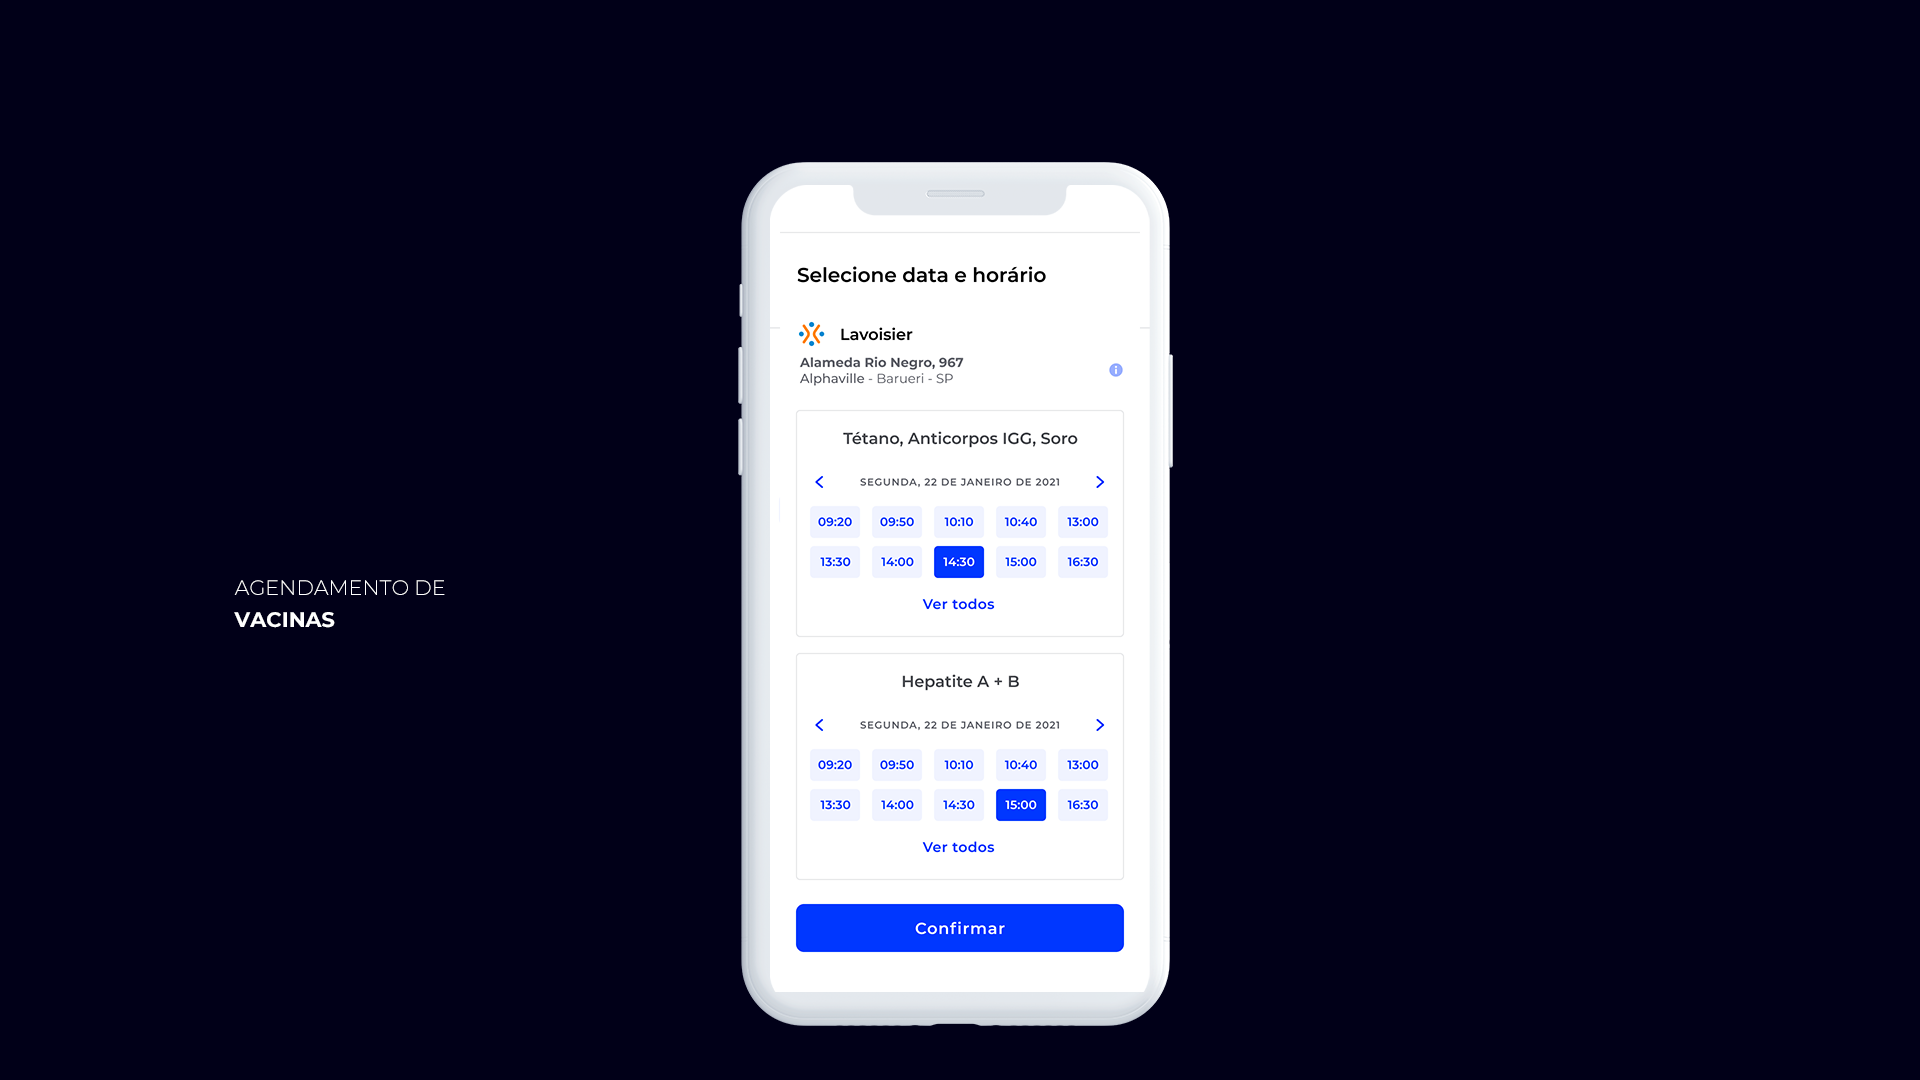 AGENDAMENTO DE
VACINAS
Selecione data e horário
Lavoisier
Alameda Rio Negro, 967
Alphaville - Barueri - SP
Tétano, Anticorpos IGG, Soro
SEGUNDA, 22 DE JANEIRO DE 2021
09:20 09:50 10:10 10:40 13:00
13:30 14:00 14:30 15:00 16:30
Ver todos
Hepatite A + B
SEGUNDA, 22 DE JANEIRO DE 2021
09:20 09:50 10:10 10:40 13:00
13:30 14:00 14:30 15:00 16:30
Ver todos
Confirmar